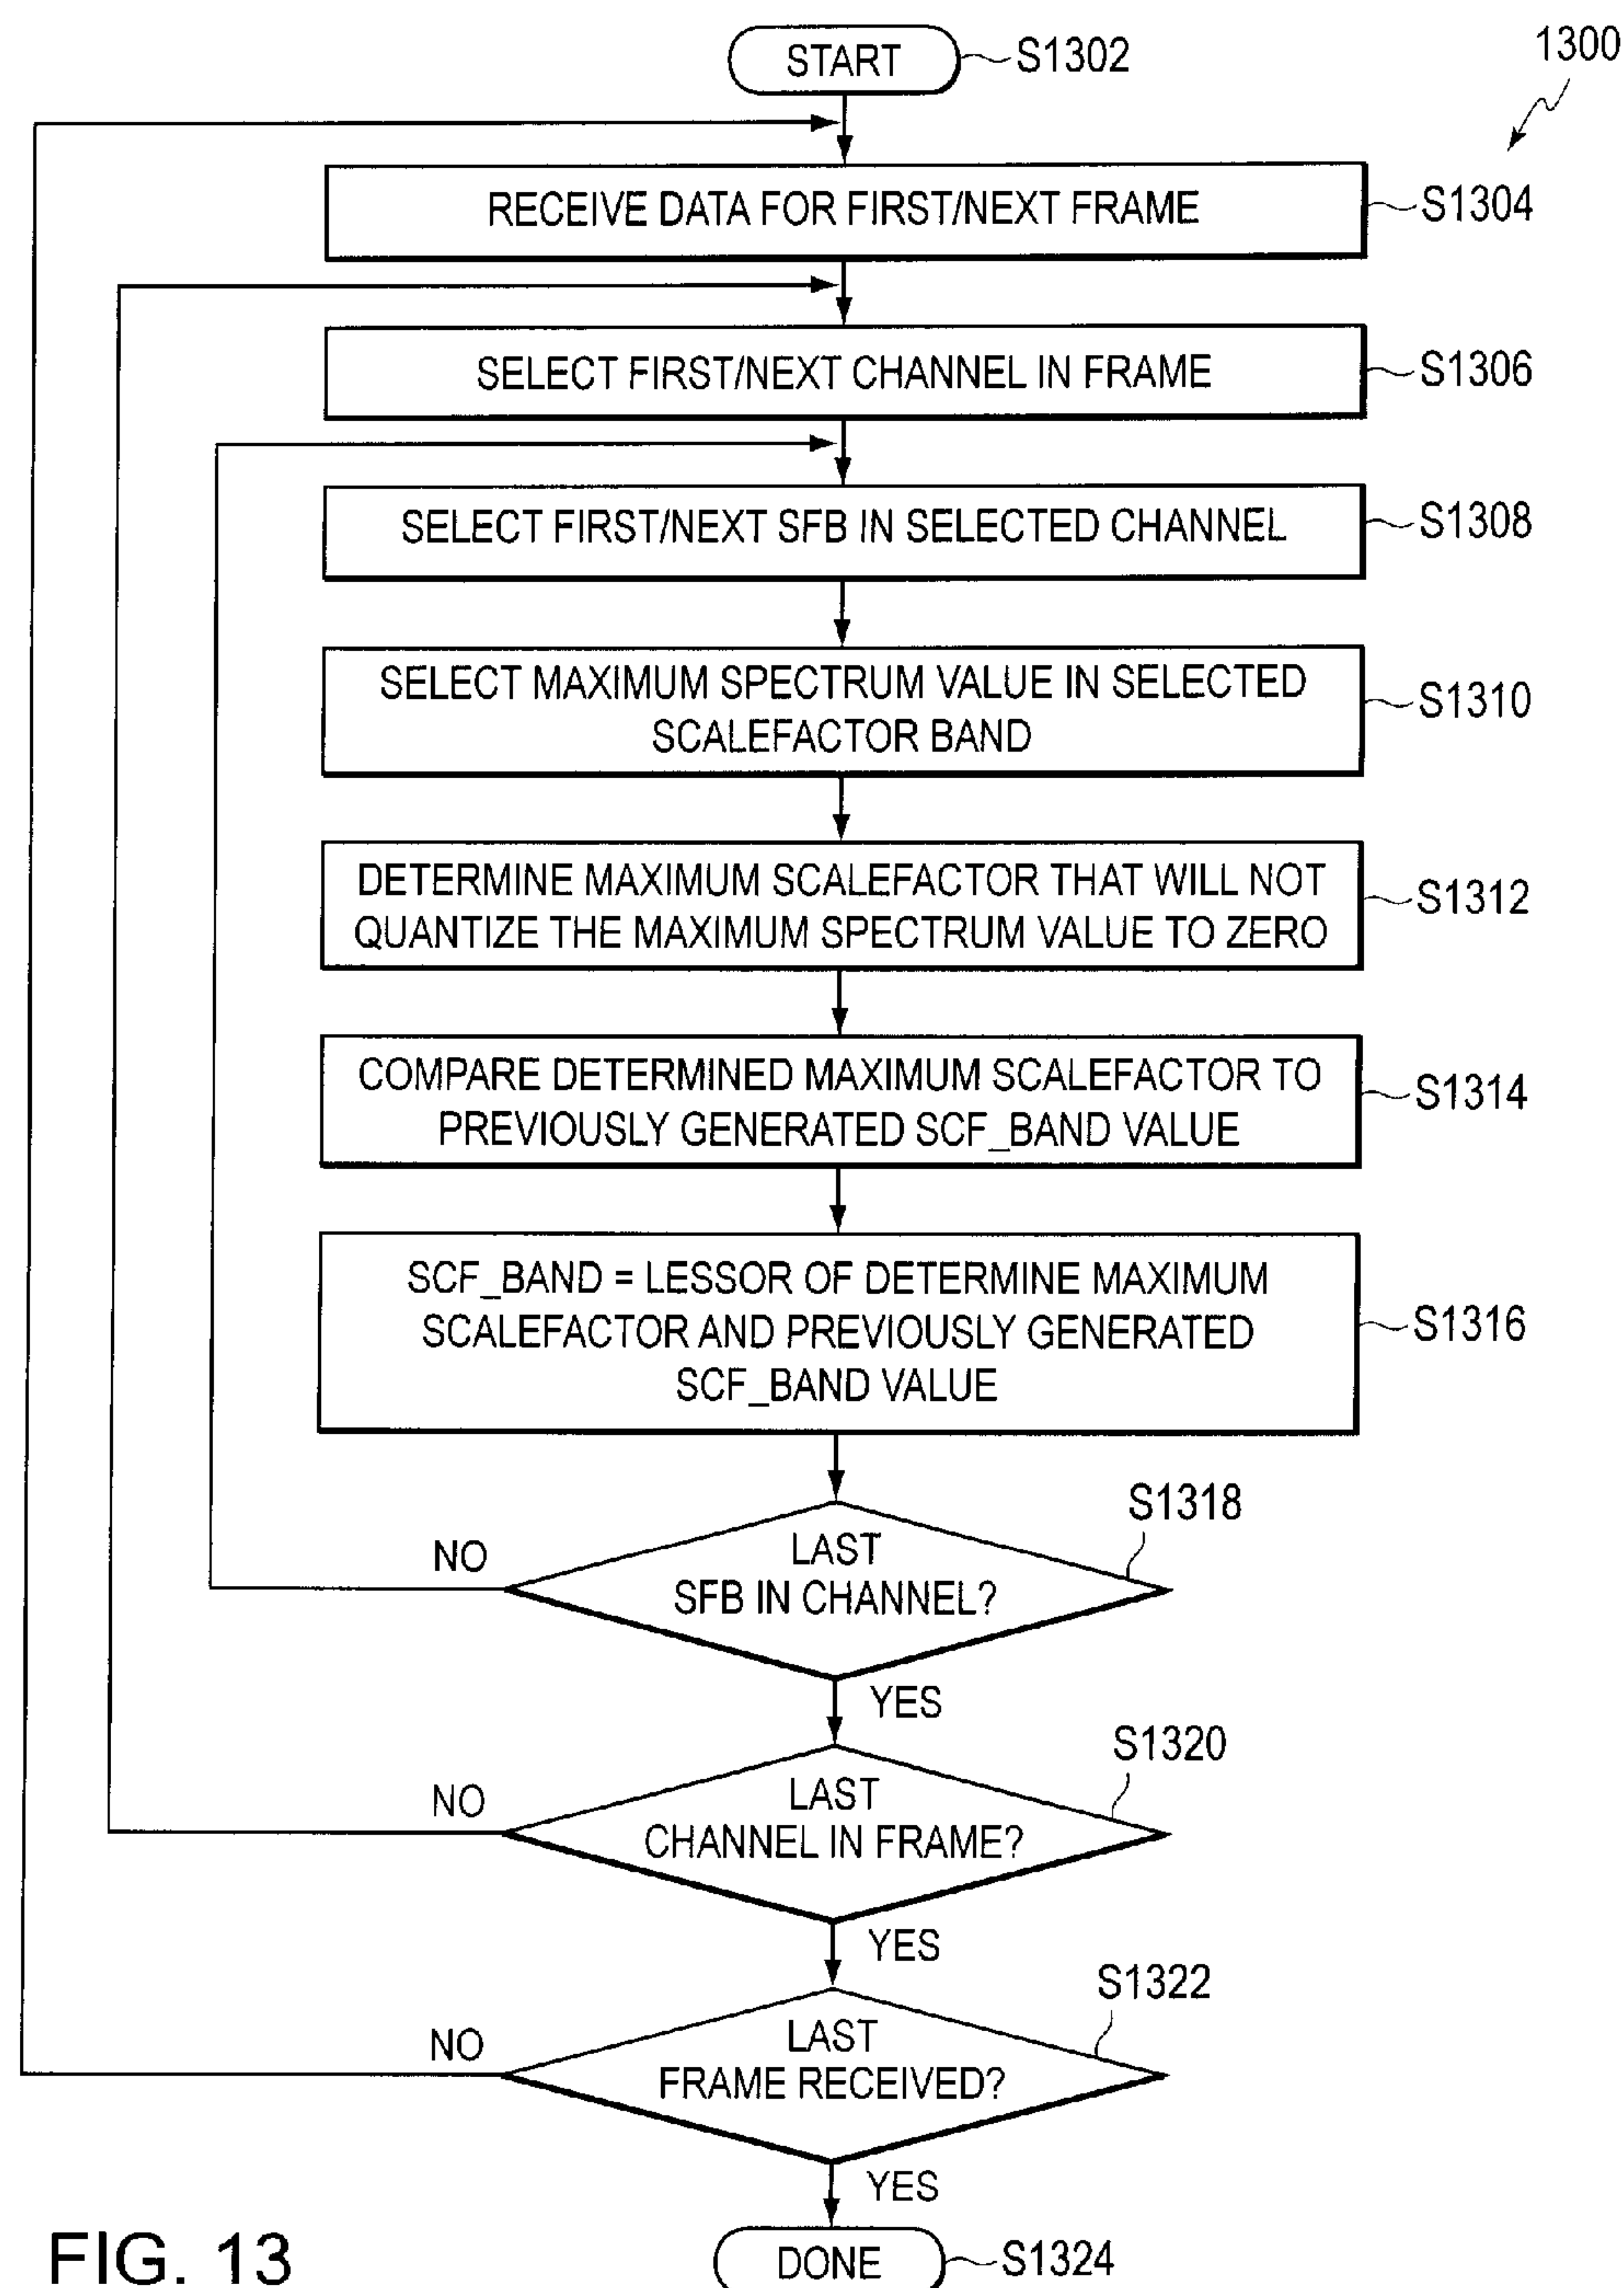 START
S1302
1300
RECEIVE DATA FOR FIRST/NEXT FRAME
S1304
SELECT FIRST/NEXT CHANNEL IN FRAME
S1306
SELECT FIRST/NEXT SFB IN SELECTED CHANNEL
S1308
SELECT MAXIMUM SPECTRUM VALUE IN SELECTED
SCALEFACTOR BAND
S1310
DETERMINE MAXIMUM SCALEFACTOR THAT WILL NOT
QUANTIZE THE MAXIMUM SPECTRUM VALUE TO ZERO
S1312
COMPARE DETERMINED MAXIMUM SCALEFACTOR TO
PREVIOUSLY GENERATED SCF_BAND VALUE
S1314
SCF_BAND = LESSOR OF DETERMINE MAXIMUM
SCALEFACTOR AND PREVIOUSLY GENERATED
SCF_BAND VALUE
S1316
S1318
LAST
SFB IN CHANNEL?
NO
YES
S1320
LAST
CHANNEL IN FRAME?
NO
YES
S1322
LAST
FRAME RECEIVED?
NO
YES
DONE
S1324
FIG. 13